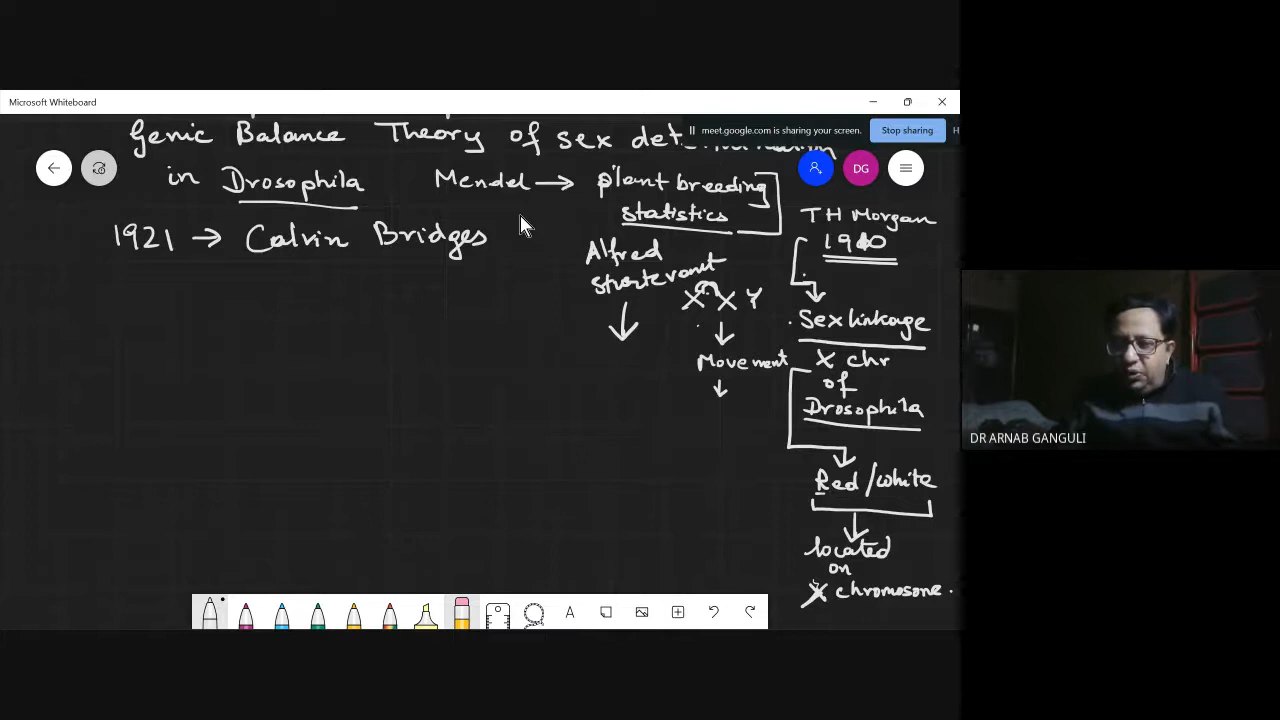 Microsoft Whiteboard
Genic Balance Theory of sex
meet.google.com is sharing your screen.
Stop sharing
H
in Drosophila
Mendel → plant breeding
statistics
DG
1921 → Calvin Bridges
Alfred
Sturtevant
X X Y
Movement
TH Morgan
1910
Sex linkage
X chr
of
Drosophila
Red/white
located
on
X chromosome.
A
DR ARNAB GANGULI